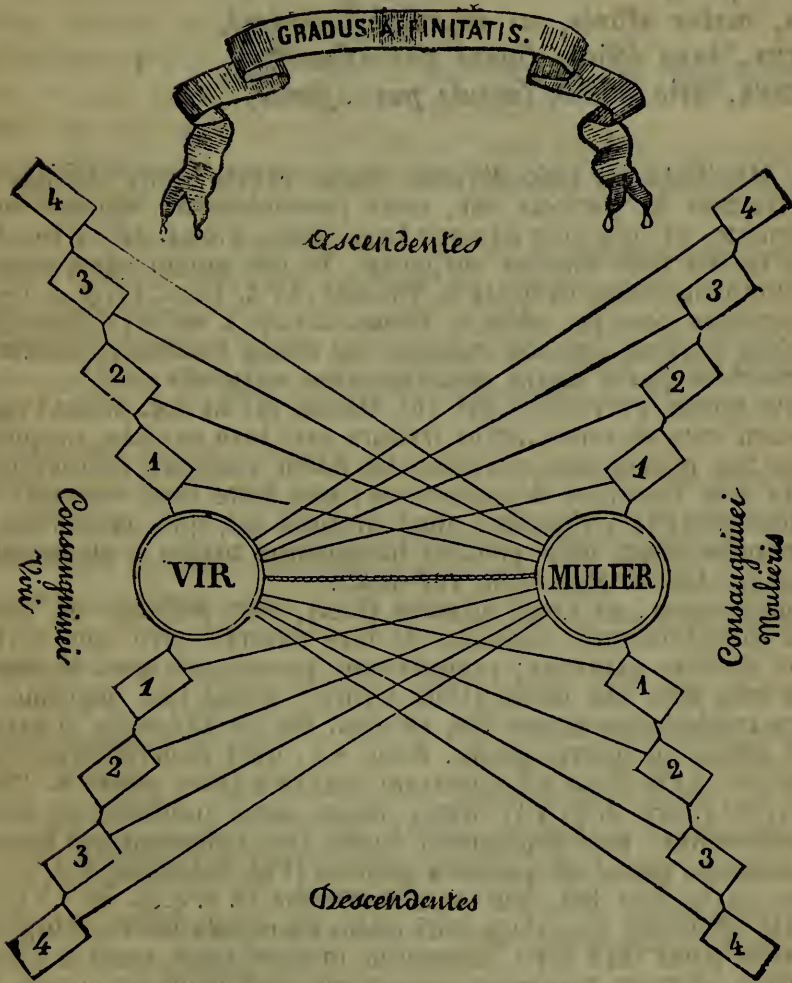 GRADUS AFFINITATIS.
4 4
Ascendentes
3 3
2 2
1 1
Consanguinei
Viri
VIR
MULIER
Consanguinei
Moulieris
1 1
2 2
3 3
Descendentes
4 4